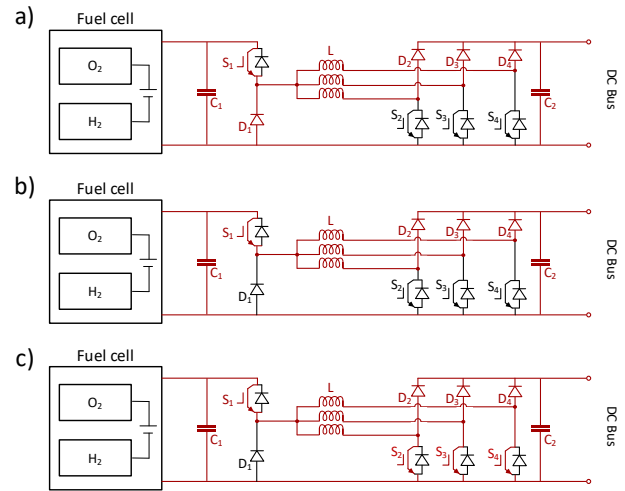 a)
Fuel cell
O₂
H₂
C₁
S₁
D₁
L
D₂
D₃
D₄
S₂
S₃
S₄
C₂
DC Bus
b)
Fuel cell
O₂
H₂
C₁
S₁
D₁
L
D₂
D₃
D₄
S₂
S₃
S₄
C₂
DC Bus
c)
Fuel cell
O₂
H₂
C₁
S₁
D₁
L
D₂
D₃
D₄
S₂
S₃
S₄
C₂
DC Bus